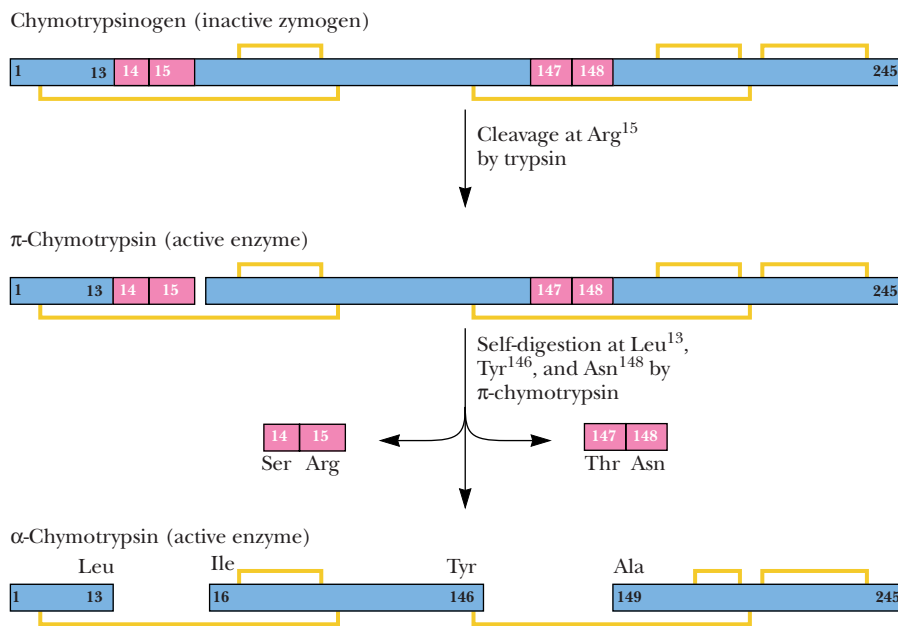 Chymotrypsinogen (inactive zymogen)
1 13 14 15 147 148 245
Cleavage at Arg¹⁵
by trypsin
π-Chymotrypsin (active enzyme)
1 13 14 15 147 148 245
Self-digestion at Leu¹³,
Tyr¹⁴⁶, and Asn¹⁴⁸ by
π-chymotrypsin
14 15 147 148
Ser Arg Thr Asn
α-Chymotrypsin (active enzyme)
Leu Ile Tyr Ala
1 13 16 146 149 245